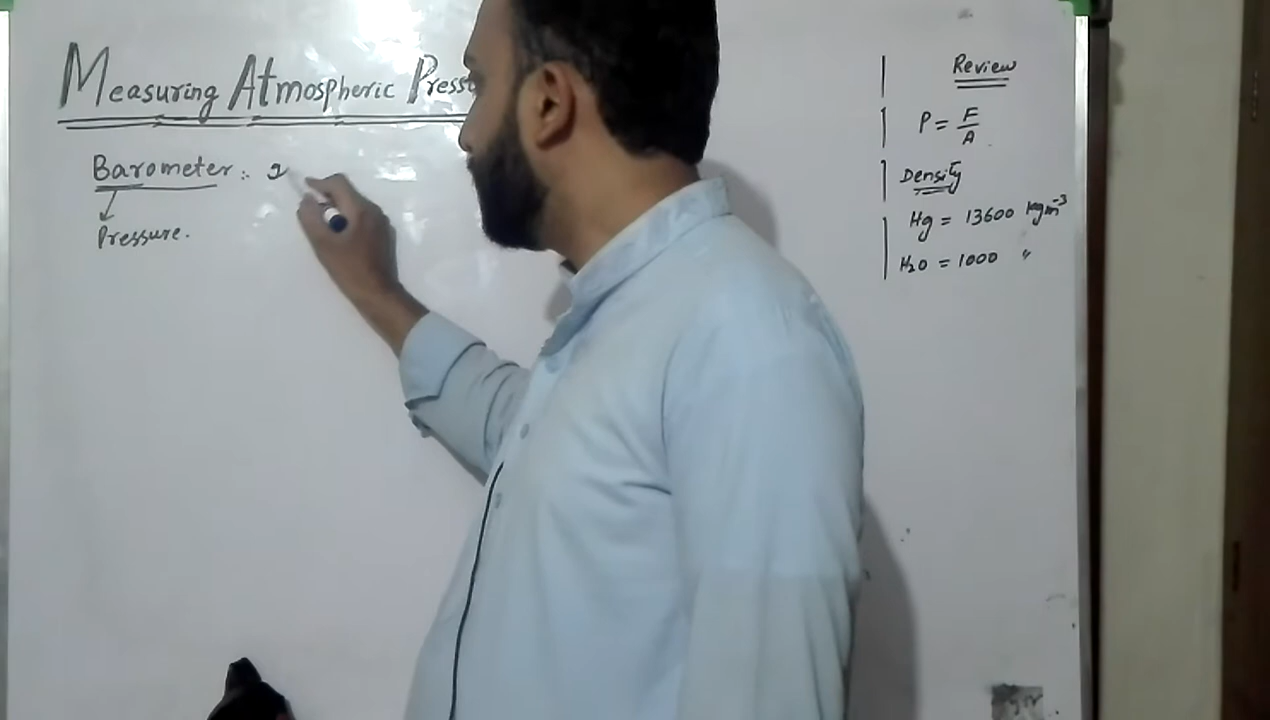 Measuring Atmospheric Press
Barometer :
Pressure.
Review
P = F/A
Density
Hg = 13600 kgm⁻³
H₂O = 1000 "